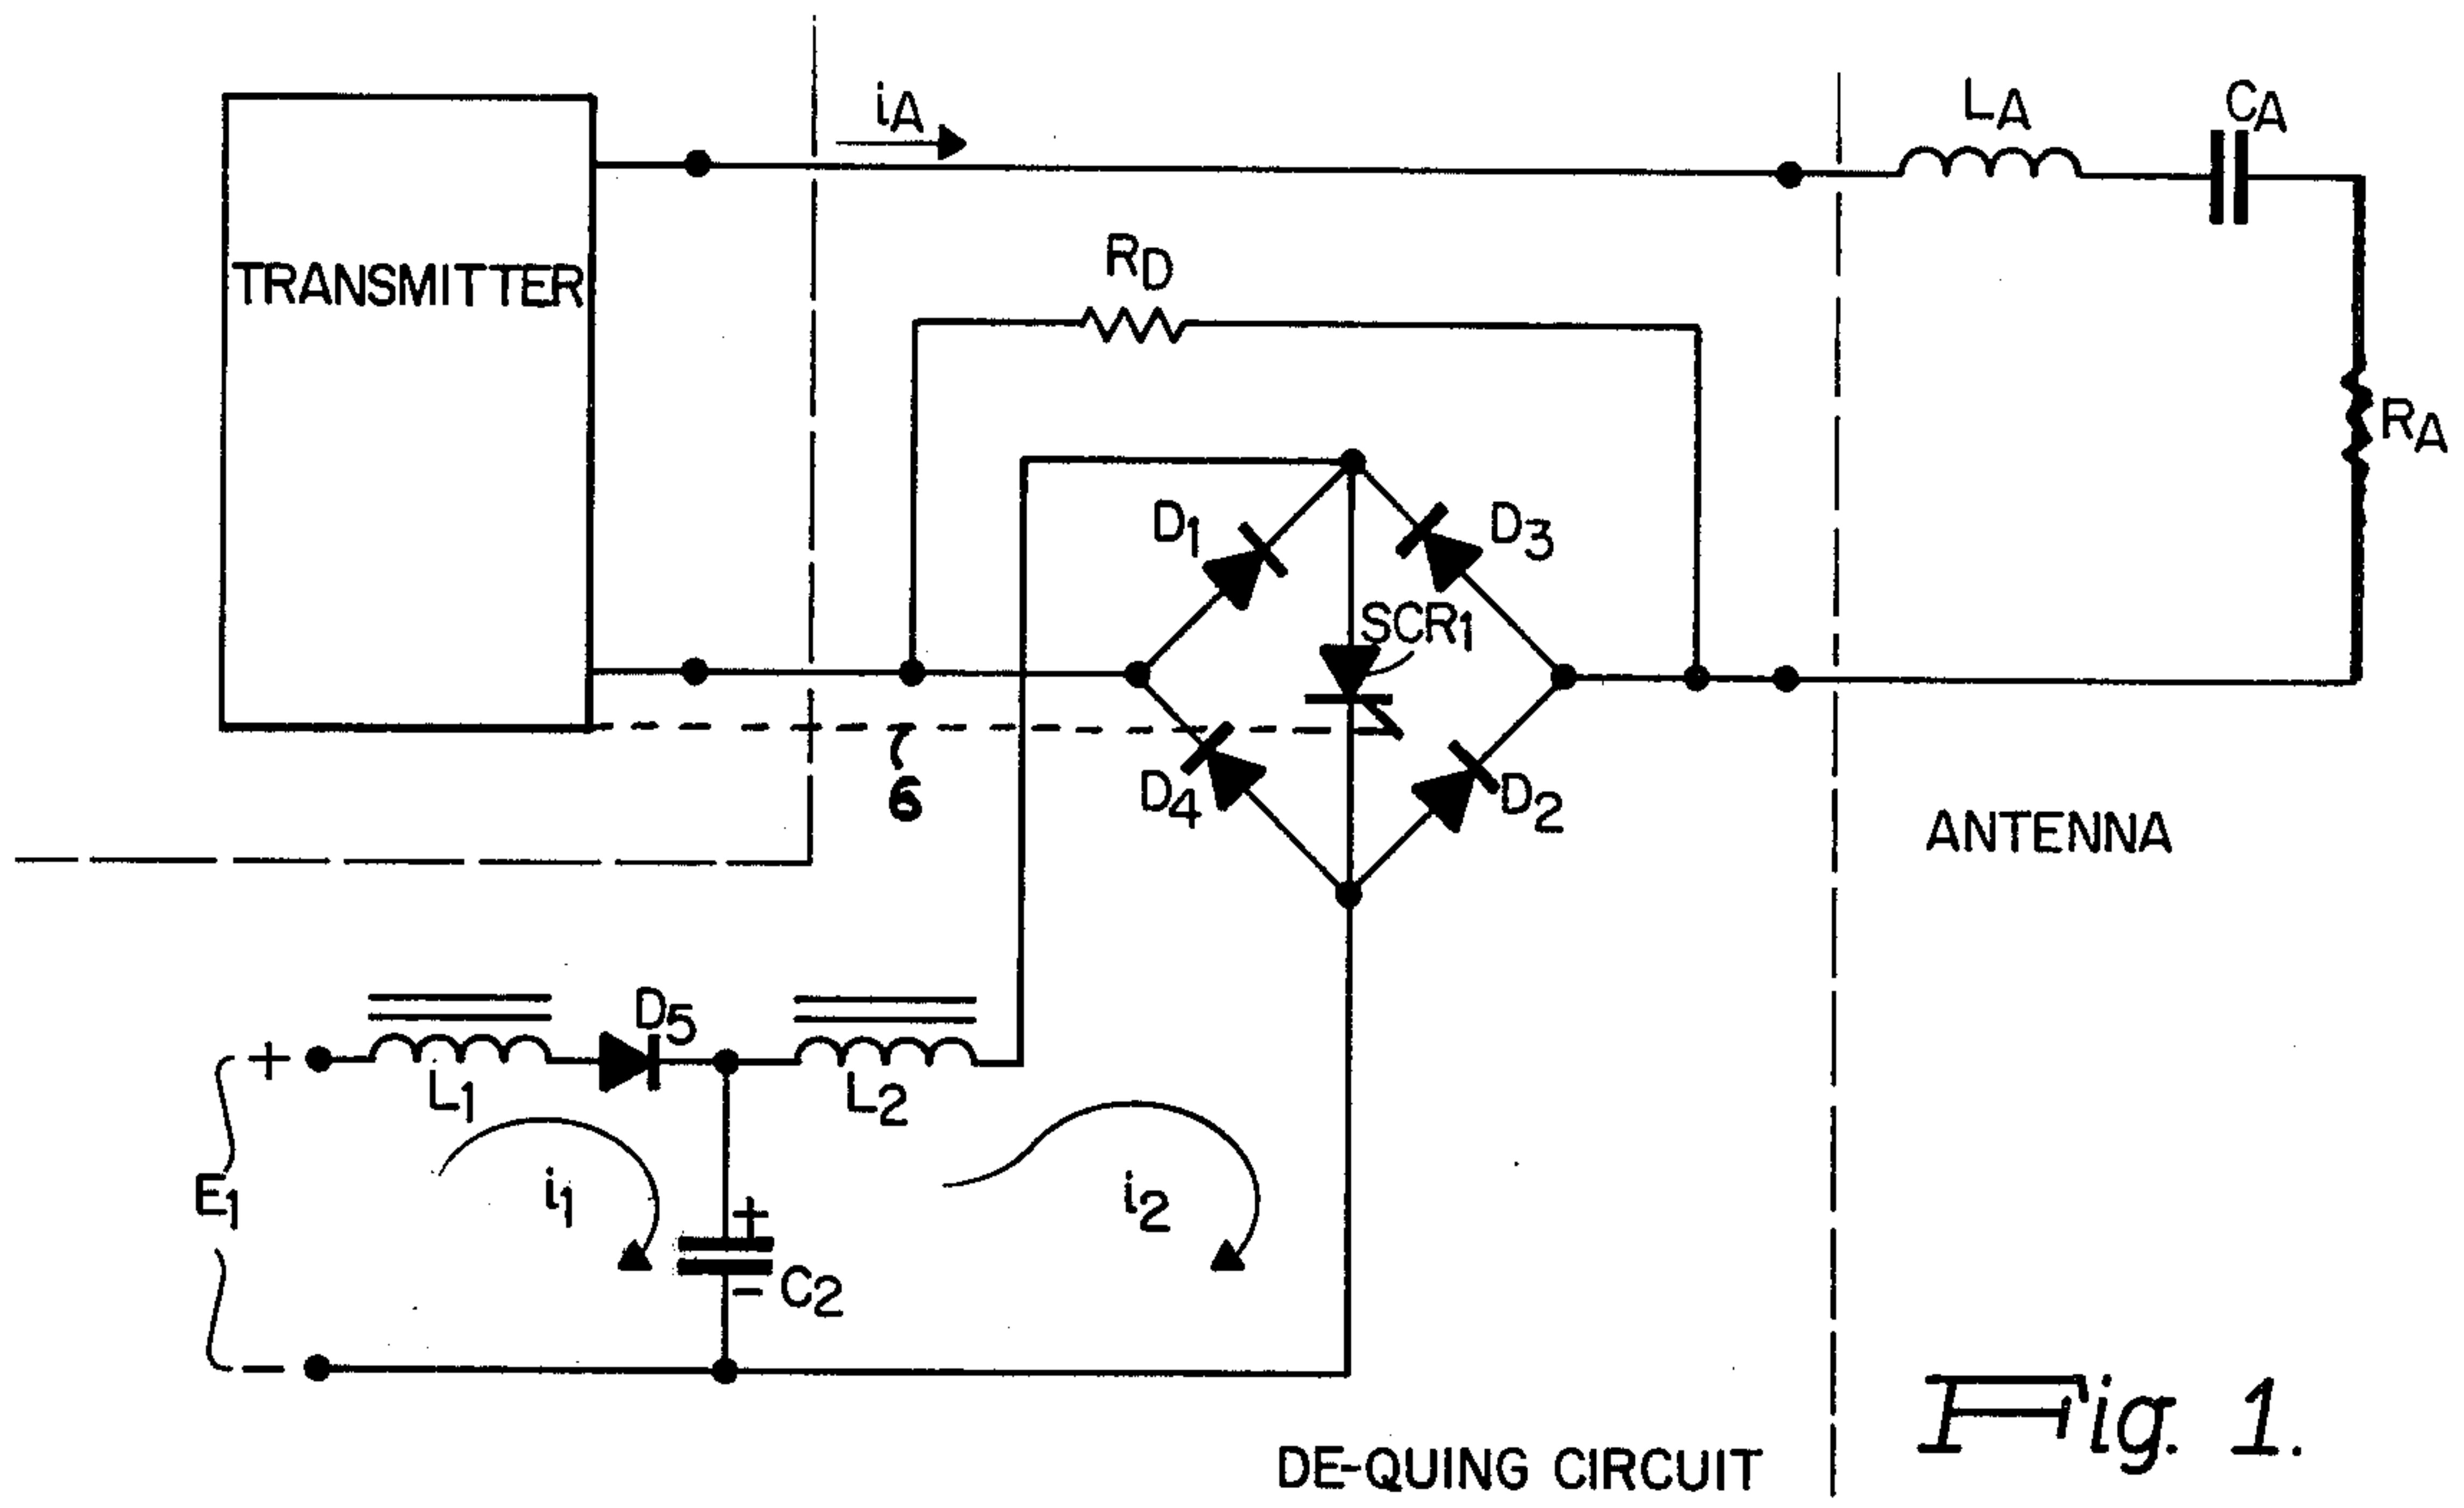 iA
LA
CA
TRANSMITTER
RD
RA
D1
D3
SCR1
6
D4
D2
ANTENNA
D5
+
L1
L2
E1
i1
i2
+
- C2
-
DE-QUING CIRCUIT
Fig. 1.